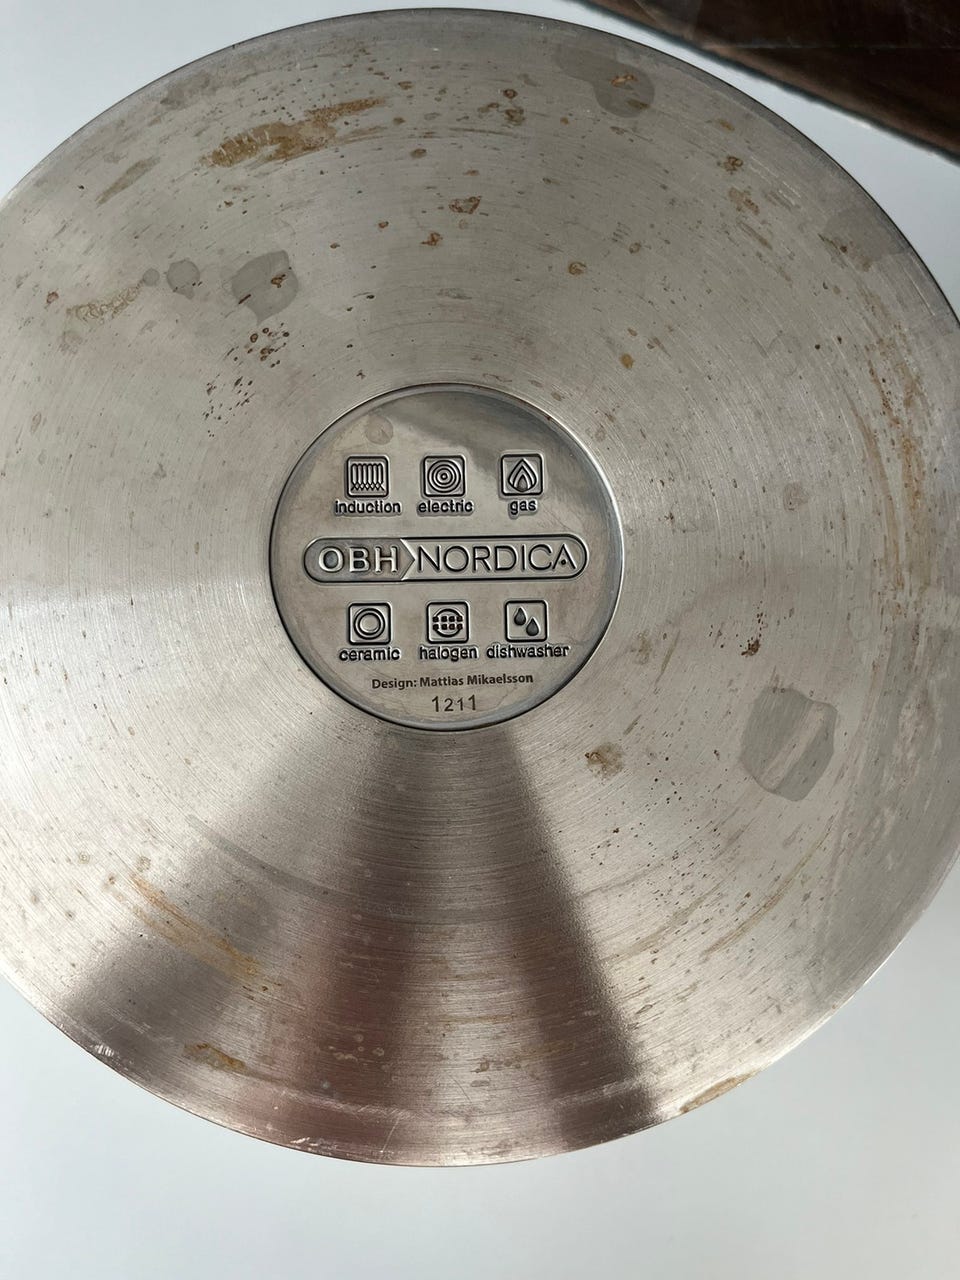 induction electric gas
OBH NORDICA
ceramic halogen dishwasher
Design: Mattias Mikaelsson
1211